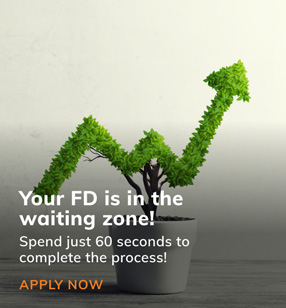 Your FD is in the
waiting zone!
Spend just 60 seconds to
complete the process!
APPLY NOW